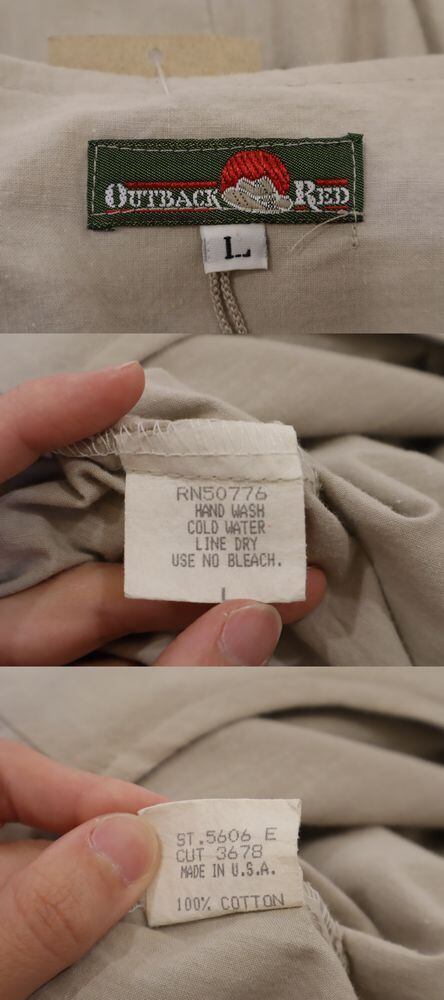 OUTBACK RED
L
RN50776
HAND WASH
COLD WATER
LINE DRY
USE NO BLEACH.
ST.5606 E
CUT 3678
MADE IN U.S.A.
100% COTTON